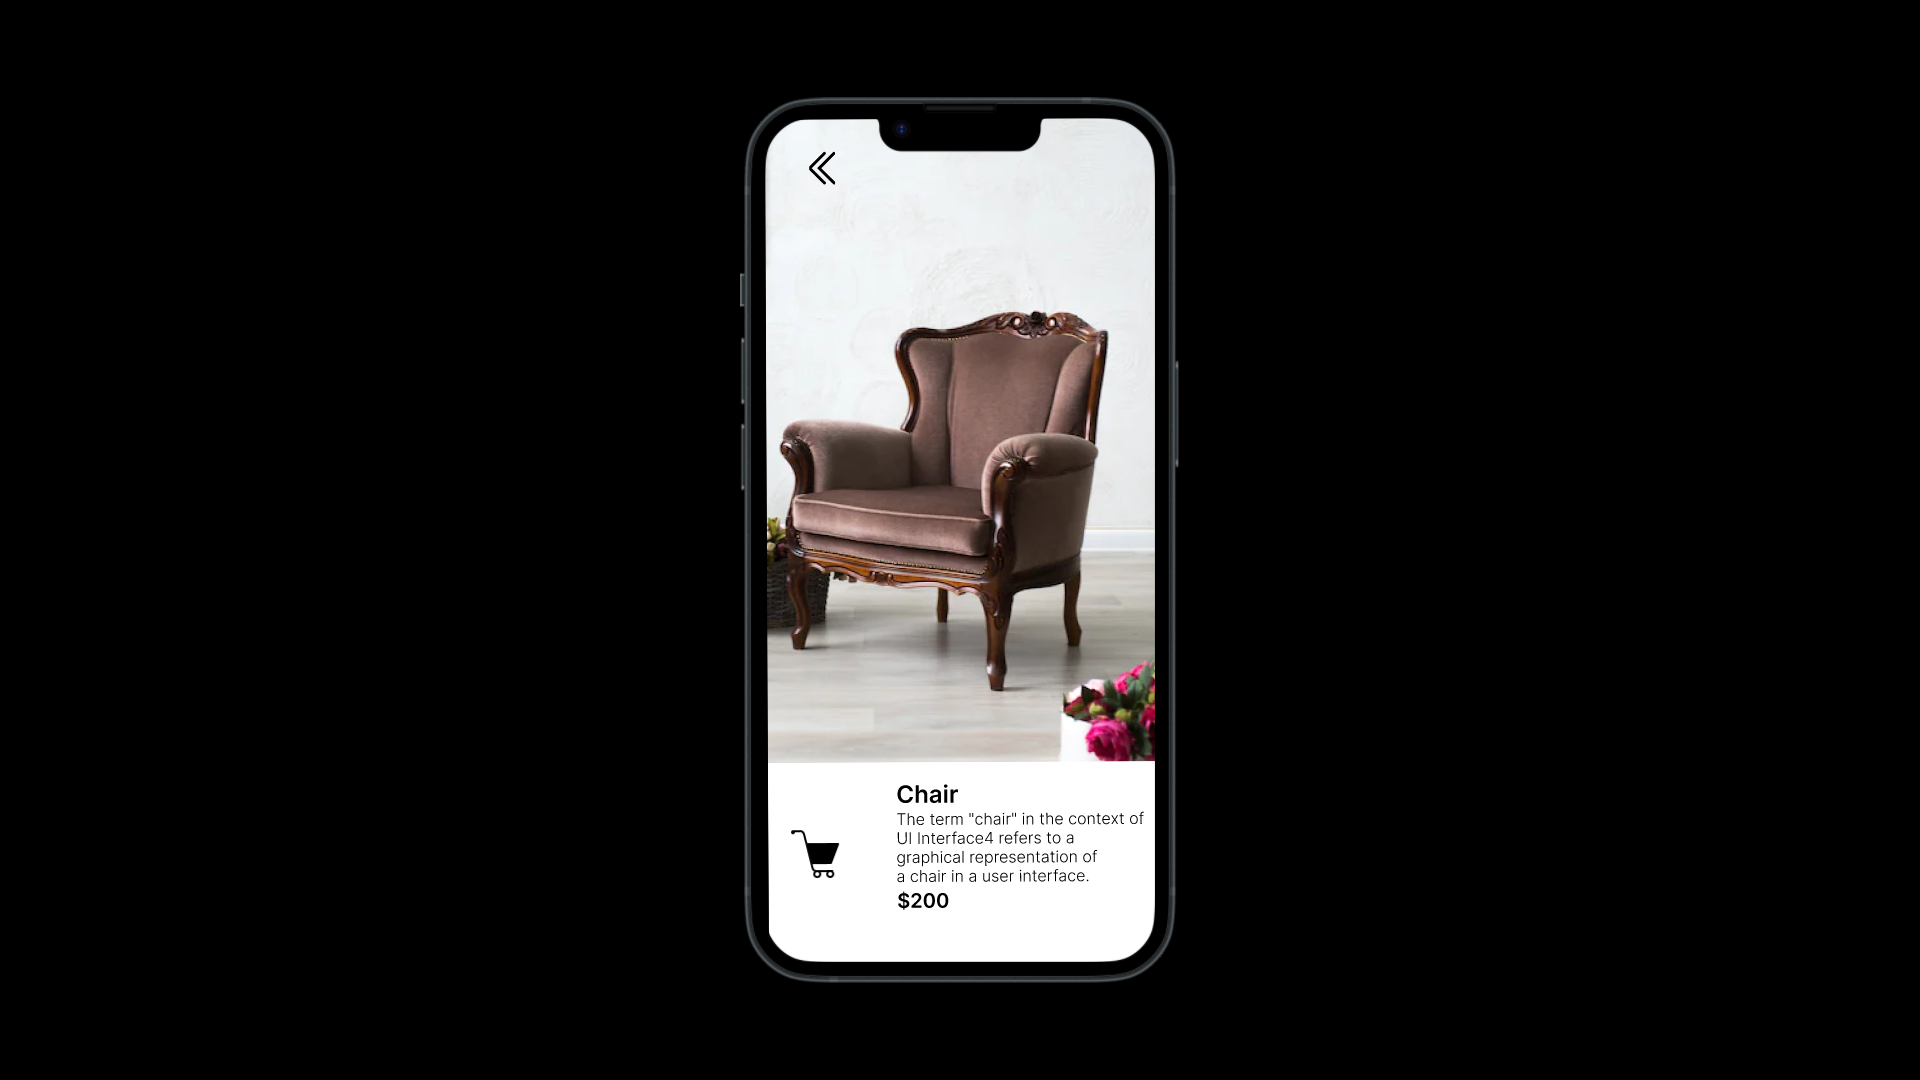 Chair
The term "chair" in the context of
UI Interface4 refers to a
graphical representation of
a chair in a user interface.
$200